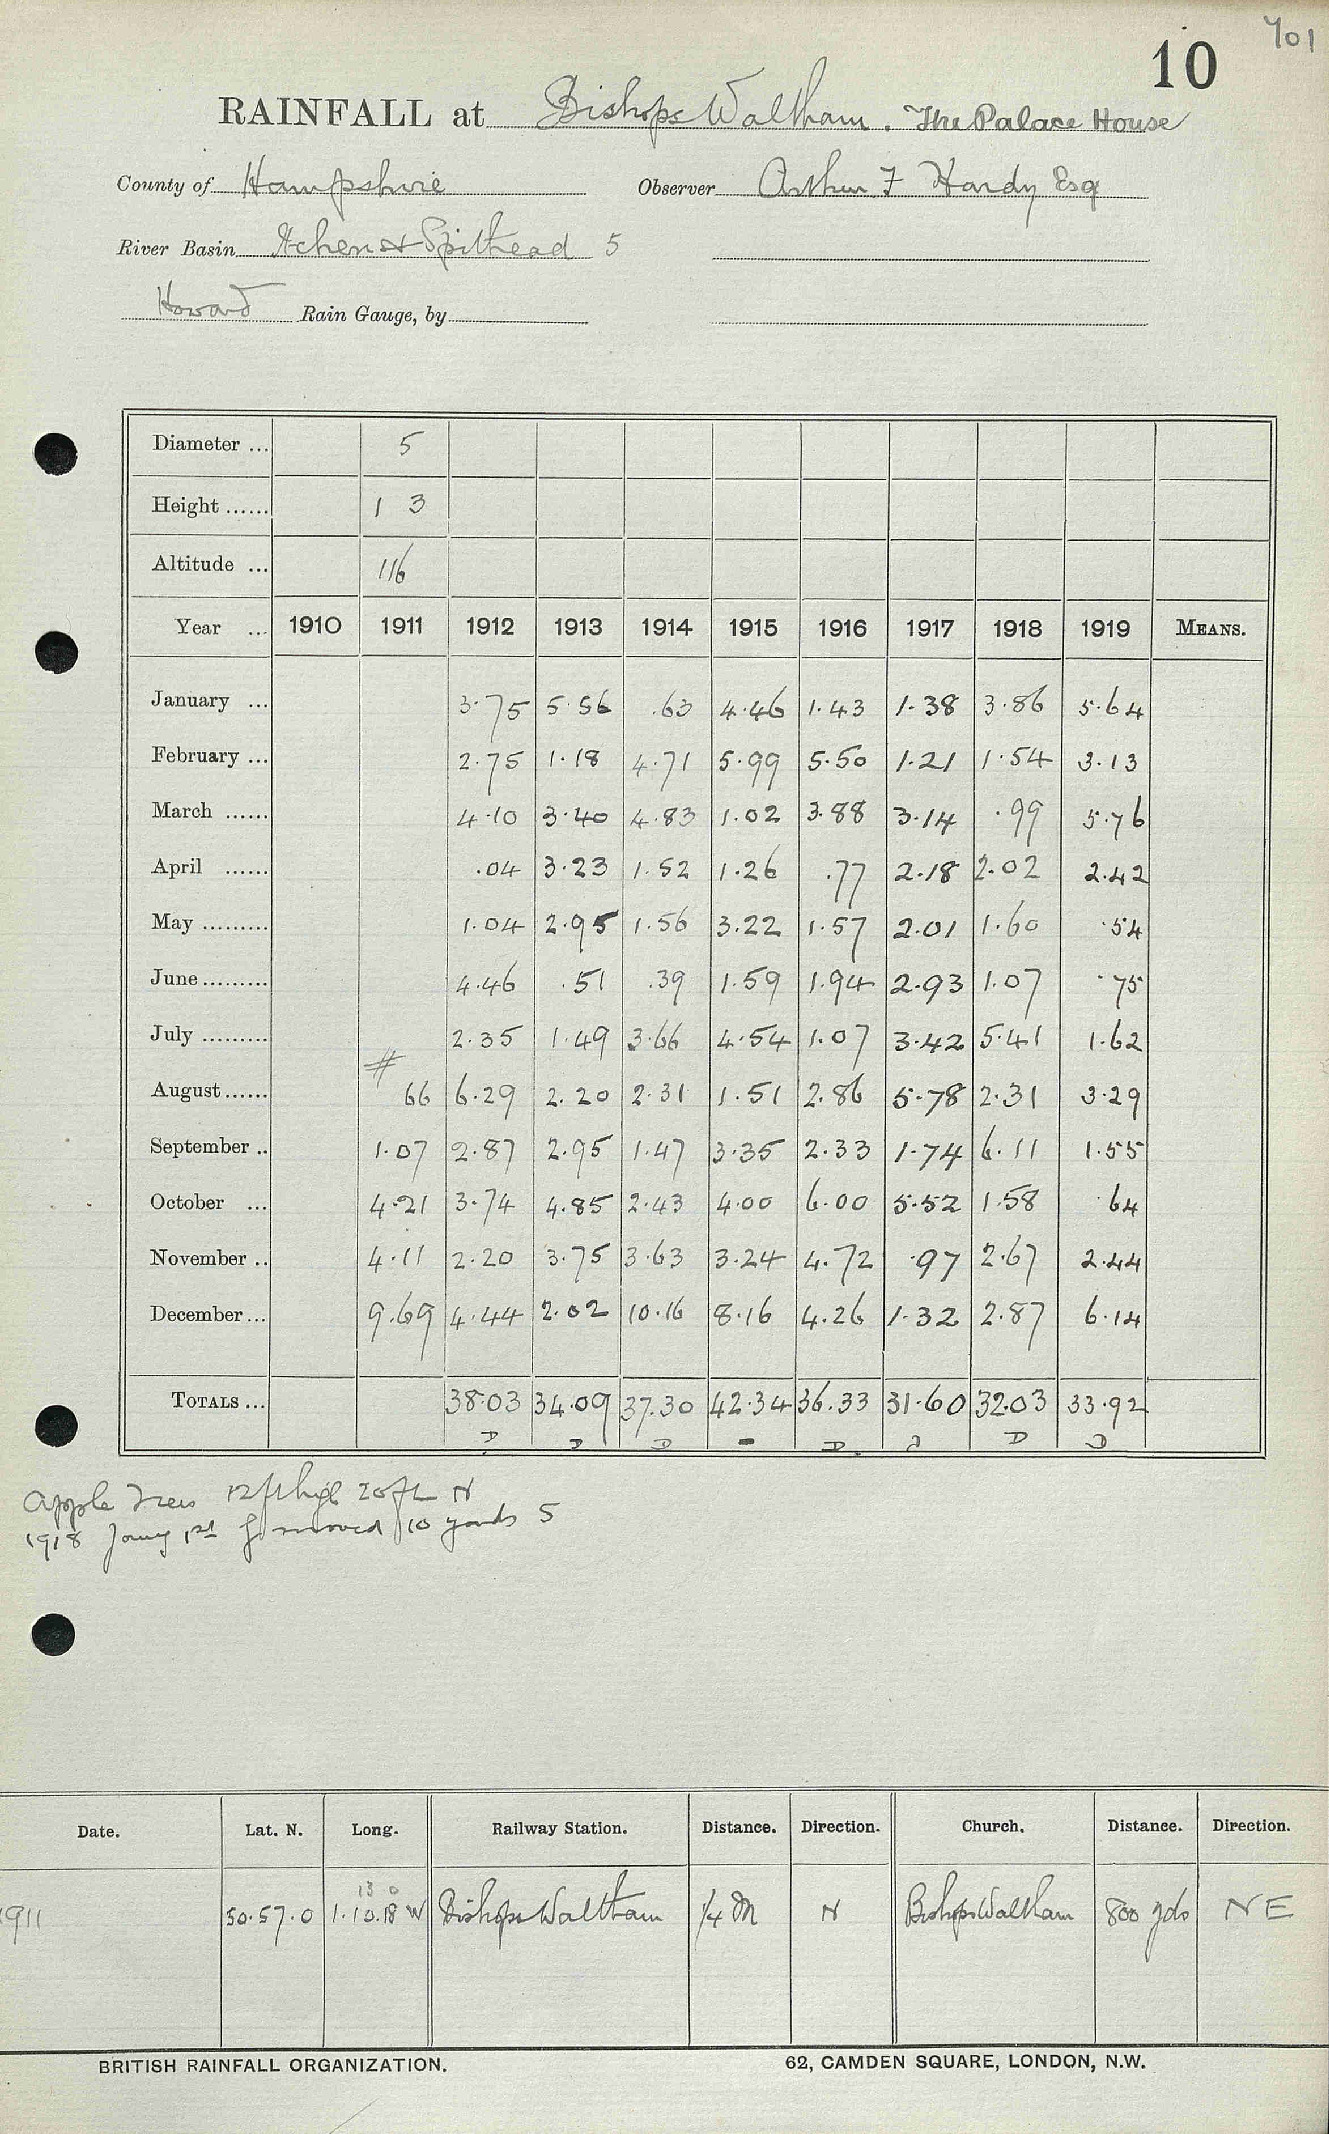 701
10
RAINFALL at Bishops Waltham. The Palace House
County of Hampshire Observer Arthur F Hardy Esq
River Basin Itchen & Spithead 5
Howard Rain Gauge, by
Diameter ... 5
Height ...... 1 3
Altitude ... 116
Year ... 1910 1911 1912 1913 1914 1915 1916 1917 1918 1919 MEANS.
January ... 3.75 5.56 .63 4.46 1.43 1.38 3.86 5.64
February ... 2.75 1.18 4.71 5.99 5.50 1.21 1.54 3.13
March ...... 4.10 3.40 4.83 1.02 3.88 3.14 .99 5.76
April ...... .04 3.23 1.52 1.26 .77 2.18 2.02 2.42
May ......... 1.04 2.95 1.56 3.22 1.57 2.01 1.60 .54
June ......... 4.46 .51 .39 1.59 1.94 2.93 1.07 .75
July ......... 2.35 1.49 3.66 4.54 1.07 3.42 5.41 1.62
August ...... # 66 6.29 2.20 2.31 1.51 2.86 5.78 2.31 3.29
September .. 1.07 2.87 2.95 1.47 3.35 2.33 1.74 6.11 1.55
October ... 4.21 3.74 4.85 2.43 4.00 6.00 5.52 1.58 .64
November .. 4.11 2.20 3.75 3.63 3.24 4.72 .97 2.67 2.44
December ... 9.69 4.44 2.02 10.16 8.16 4.26 1.32 2.87 6.14
TOTALS ... 38.03 34.09 37.30 42.34 36.33 31.60 32.03 33.92
D D D - D D D D
Apple Trees 12ft high 20ft N
1918 Jany 1st G removed 10 yards S
Date. Lat. N. Long. Railway Station. Distance. Direction. Church. Distance. Direction.
13 0
1911 50.57.0 1.10.18 W Bishops Waltham 1/4 M N Bishops Waltham 800 yds NE
BRITISH RAINFALL ORGANIZATION. 62, CAMDEN SQUARE, LONDON, N.W.